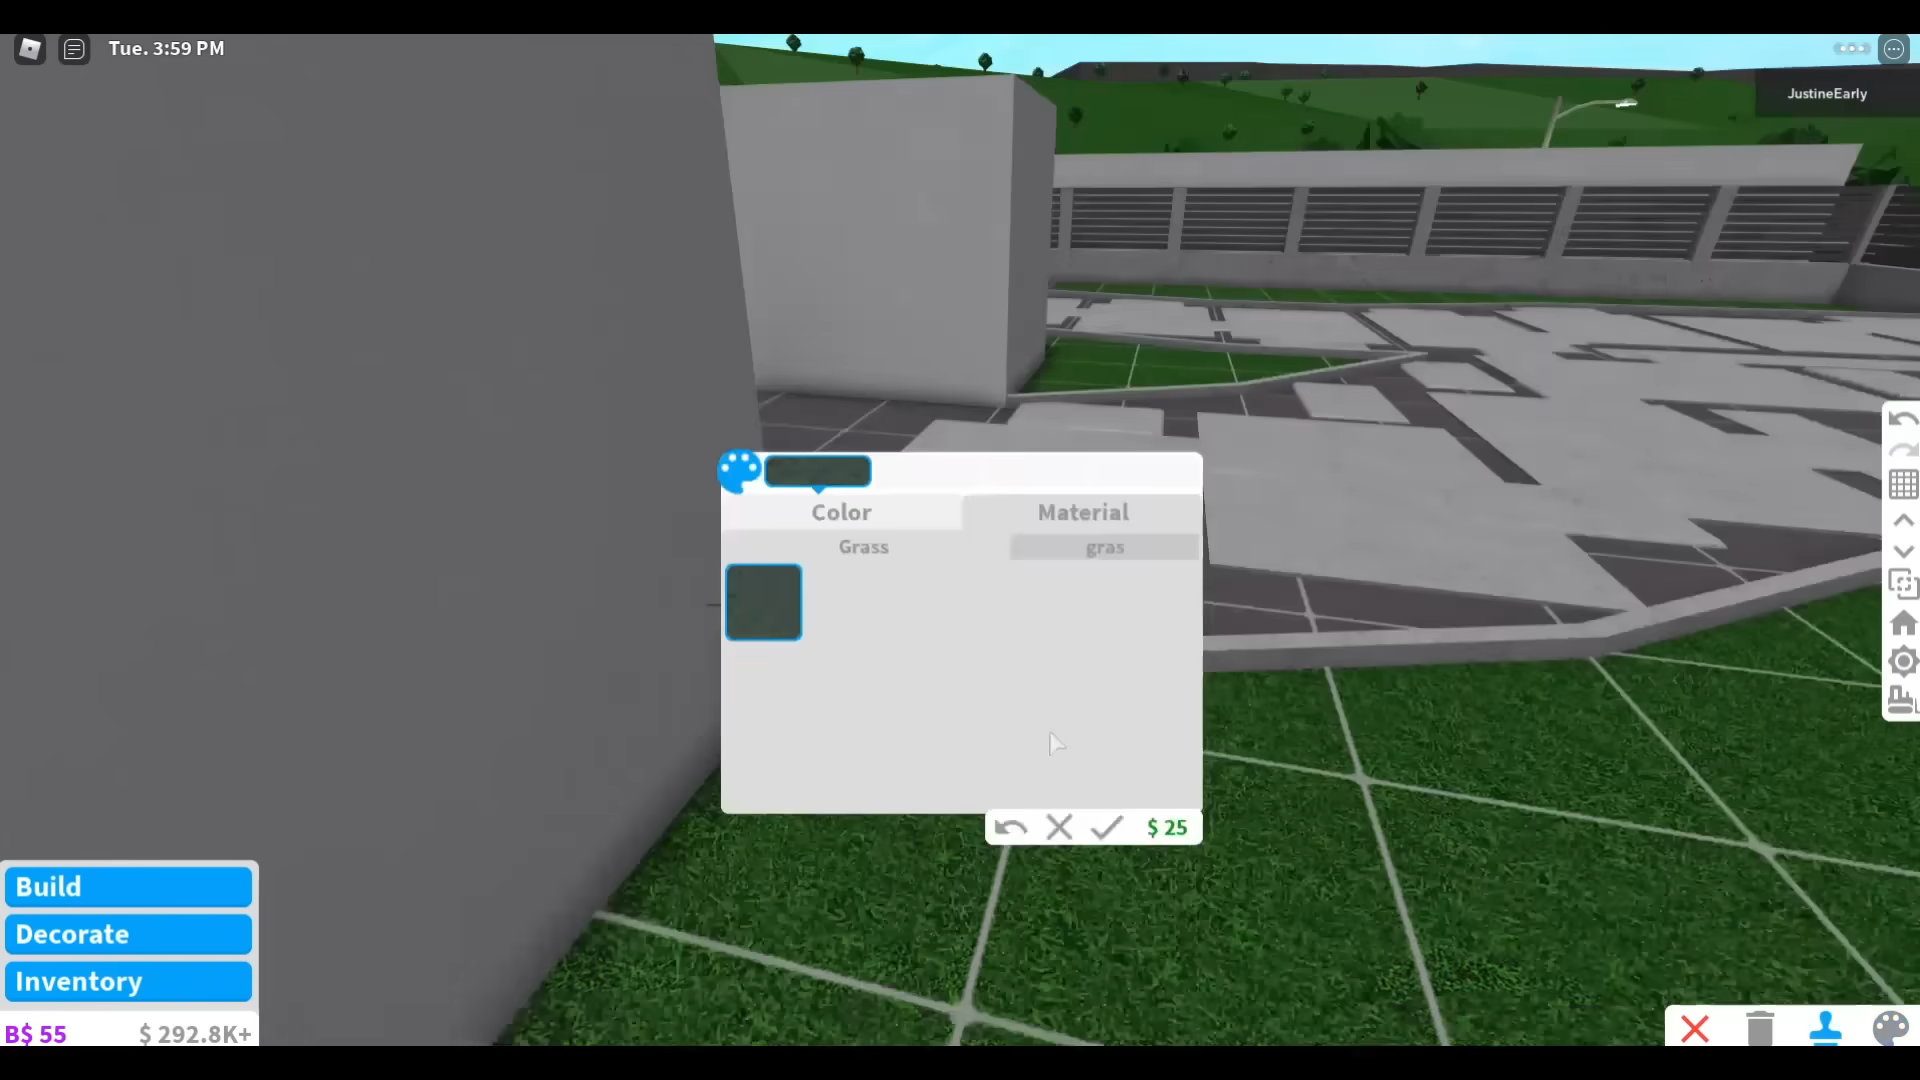 Tue. 3:59 PM
JustineEarly
Color
Material
Grass
gras
$ 25
Build
Decorate
Inventory
B$ 55
$ 292.8K+